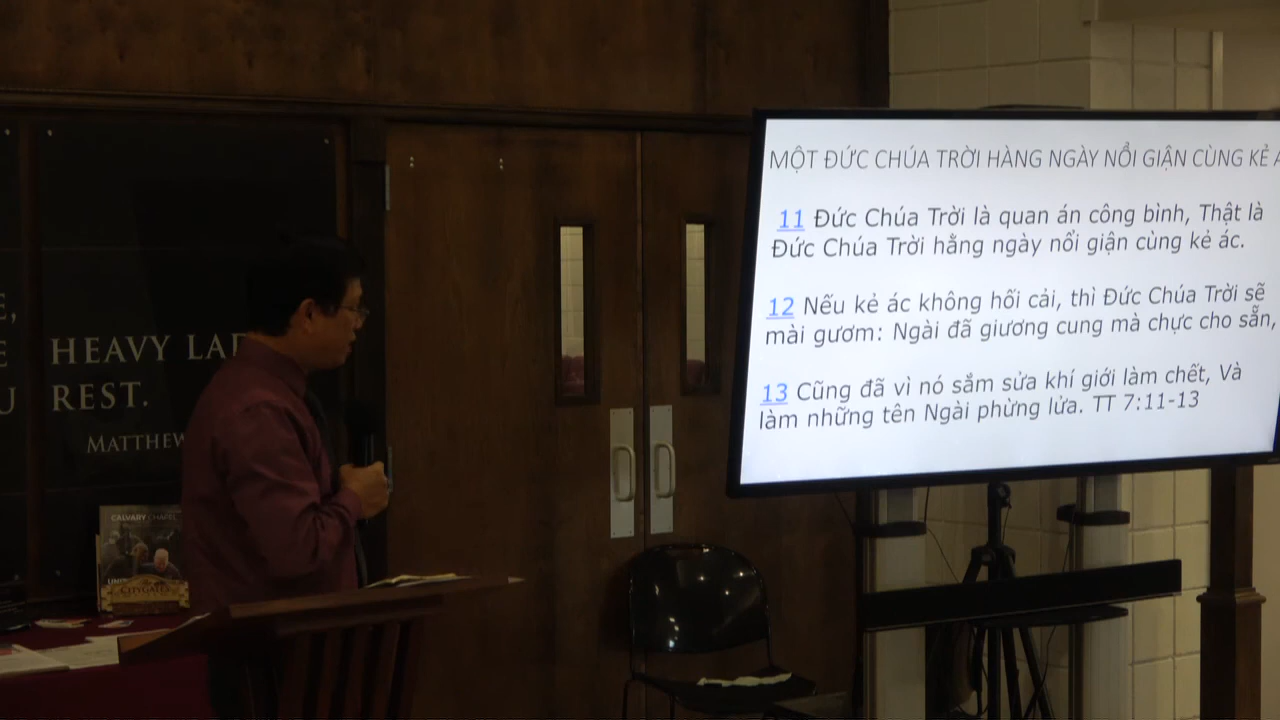 MỘT ĐỨC CHÚA TRỜI HÀNG NGÀY NỔI GIẬN CÙNG KẺ
11 Đức Chúa Trời là quan án công bình, Thật là
Đức Chúa Trời hằng ngày nổi giận cùng kẻ ác.
12 Nếu kẻ ác không hối cải, thì Đức Chúa Trời sẽ
mài gươm: Ngài đã giương cung mà chực cho sẵn,
13 Cũng đã vì nó sắm sửa khí giới làm chết, Và
làm những tên Ngài phừng lửa. TT 7:11-13
HEAVY
REST.
MATTHEW
CALVARY CHAPEL
CITYGATES